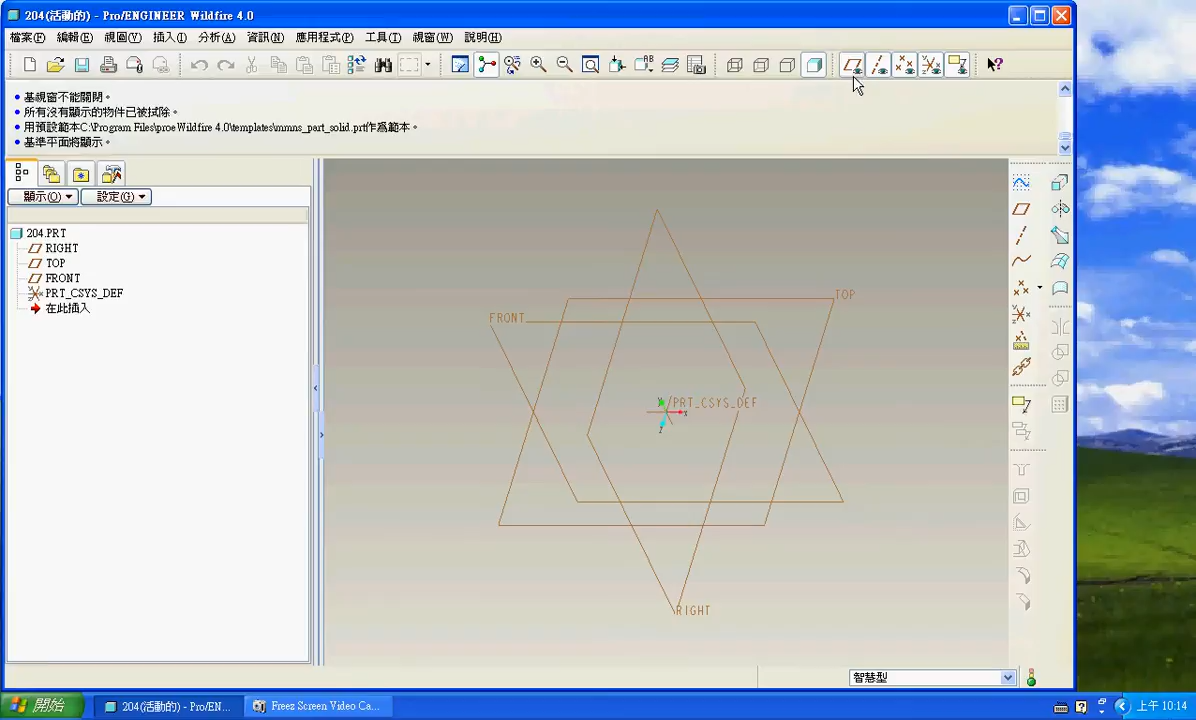 204(活動的) - Pro/ENGINEER Wildfire 4.0
檔案(F) 編輯(E) 視圖(V) 插入(I) 分析(A) 資訊(N) 應用程式(P) 工具(T) 視窗(W) 說明(H)
• 基視窗不能關閉。
• 所有沒有顯示的物件已被拭除。
• 用預設範本C:\Program Files\proeWildfire 4.0\templates\mmns_part_solid.prt作為範本。
• 基準平面將顯示。
顯示(O) 設定(G)
204.PRT
RIGHT
TOP
FRONT
PRT_CSYS_DEF
在此插入
TOP
FRONT
PRT_CSYS_DEF
Y
X
Z
RIGHT
智慧型
開始 204(活動的) - Pro/EN... Freez Screen Video Ca... 上午 10:14